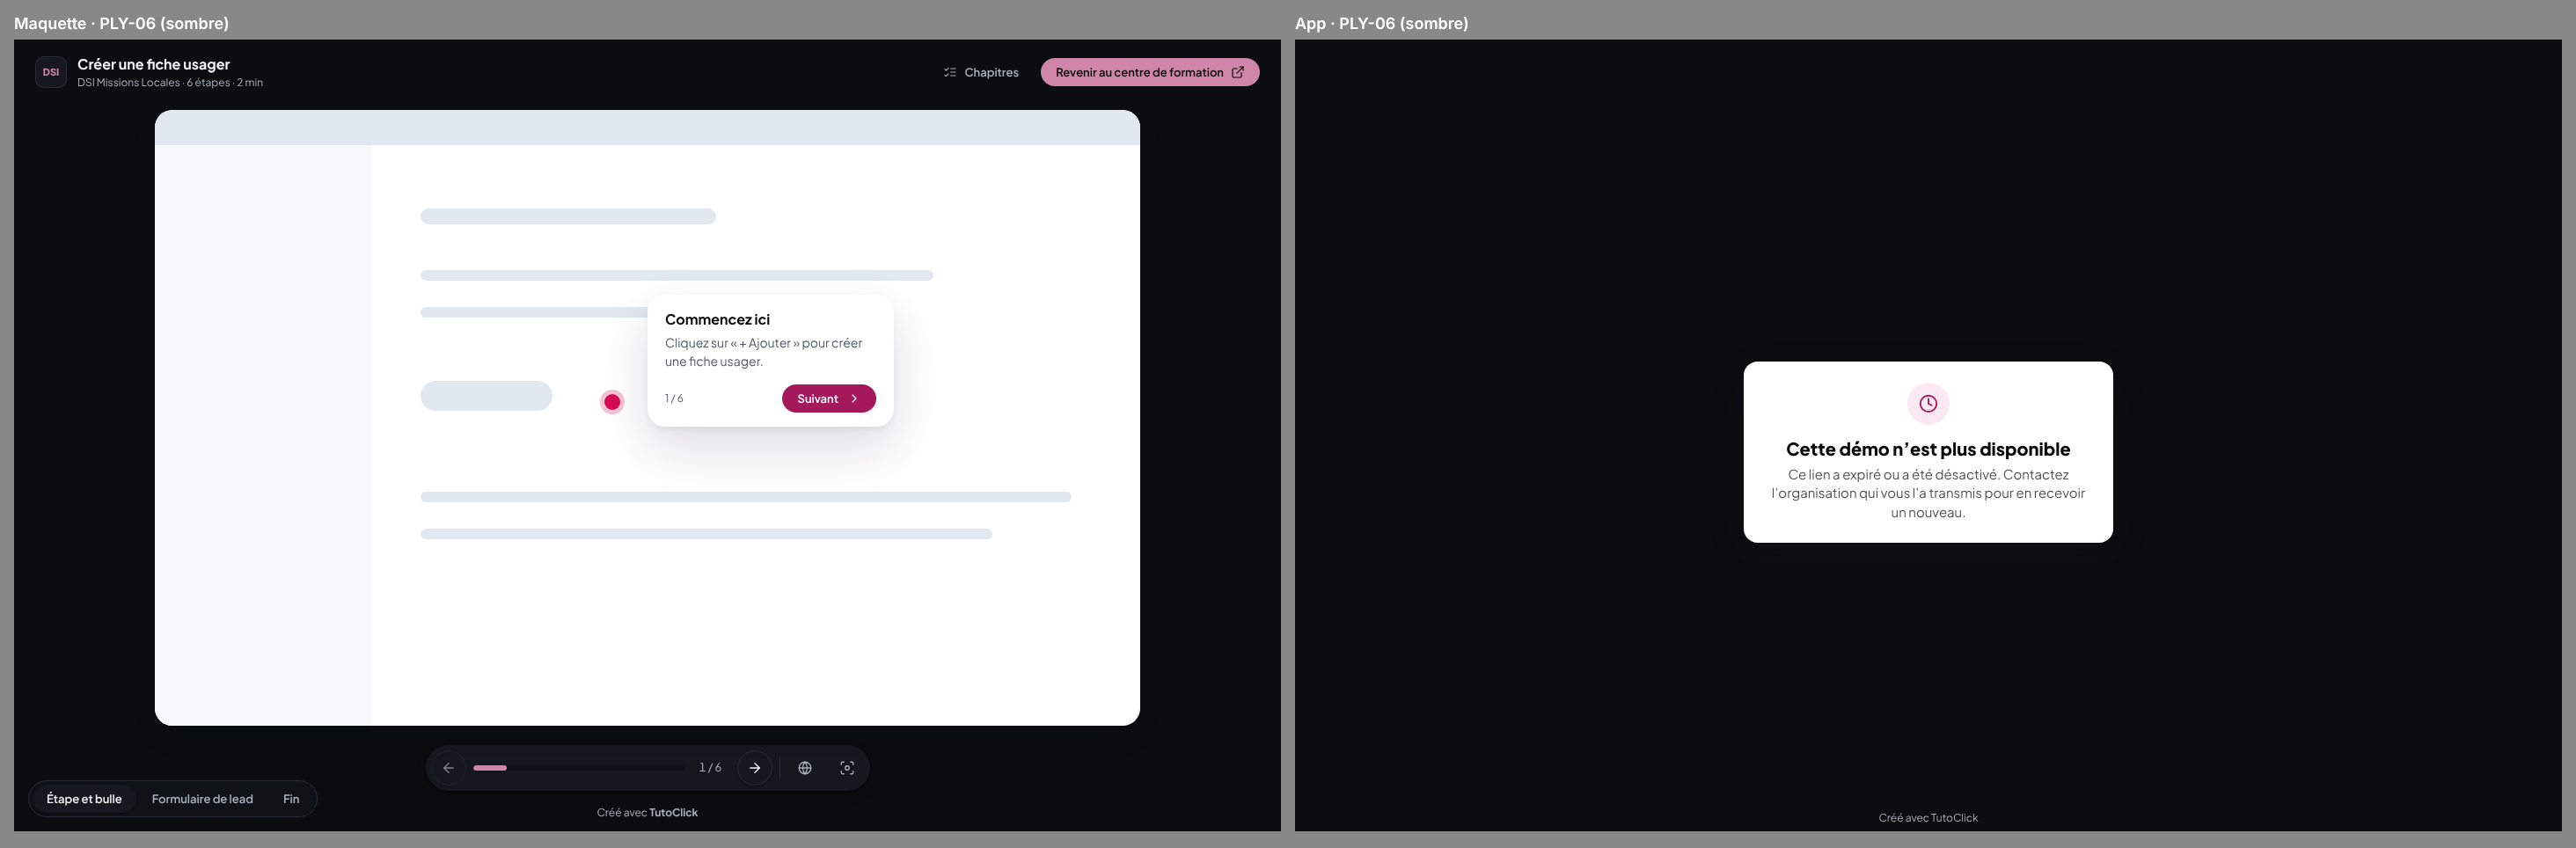 Maquette · PLY-06 (sombre)
DSI
Créer une fiche usager
DSI Missions Locales · 6 étapes · 2 min
Chapitres
Revenir au centre de formation
Commencez ici
Cliquez sur « + Ajouter » pour créer
une fiche usager.
1 / 6
Suivant
1 / 6
Étape et bulle
Formulaire de lead
Fin
Créé avec TutoClick
App · PLY-06 (sombre)
Cette démo n’est plus disponible
Ce lien a expiré ou a été désactivé. Contactez
l’organisation qui vous l’a transmis pour en recevoir
un nouveau.
Créé avec TutoClick